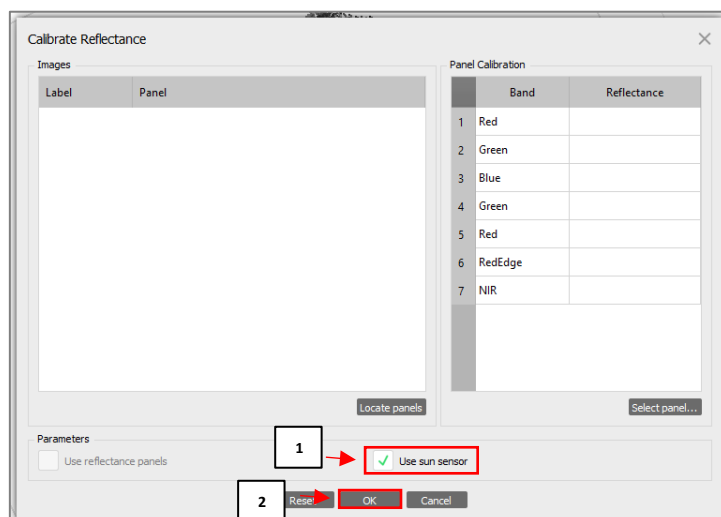 Calibrate Reflectance
Images
Label Panel
Locate panels
Panel Calibration
Band Reflectance
1 Red
2 Green
3 Blue
4 Green
5 Red
6 RedEdge
7 NIR
Select panel...
Parameters
Use reflectance panels
1
Use sun sensor
2
OK
Cancel